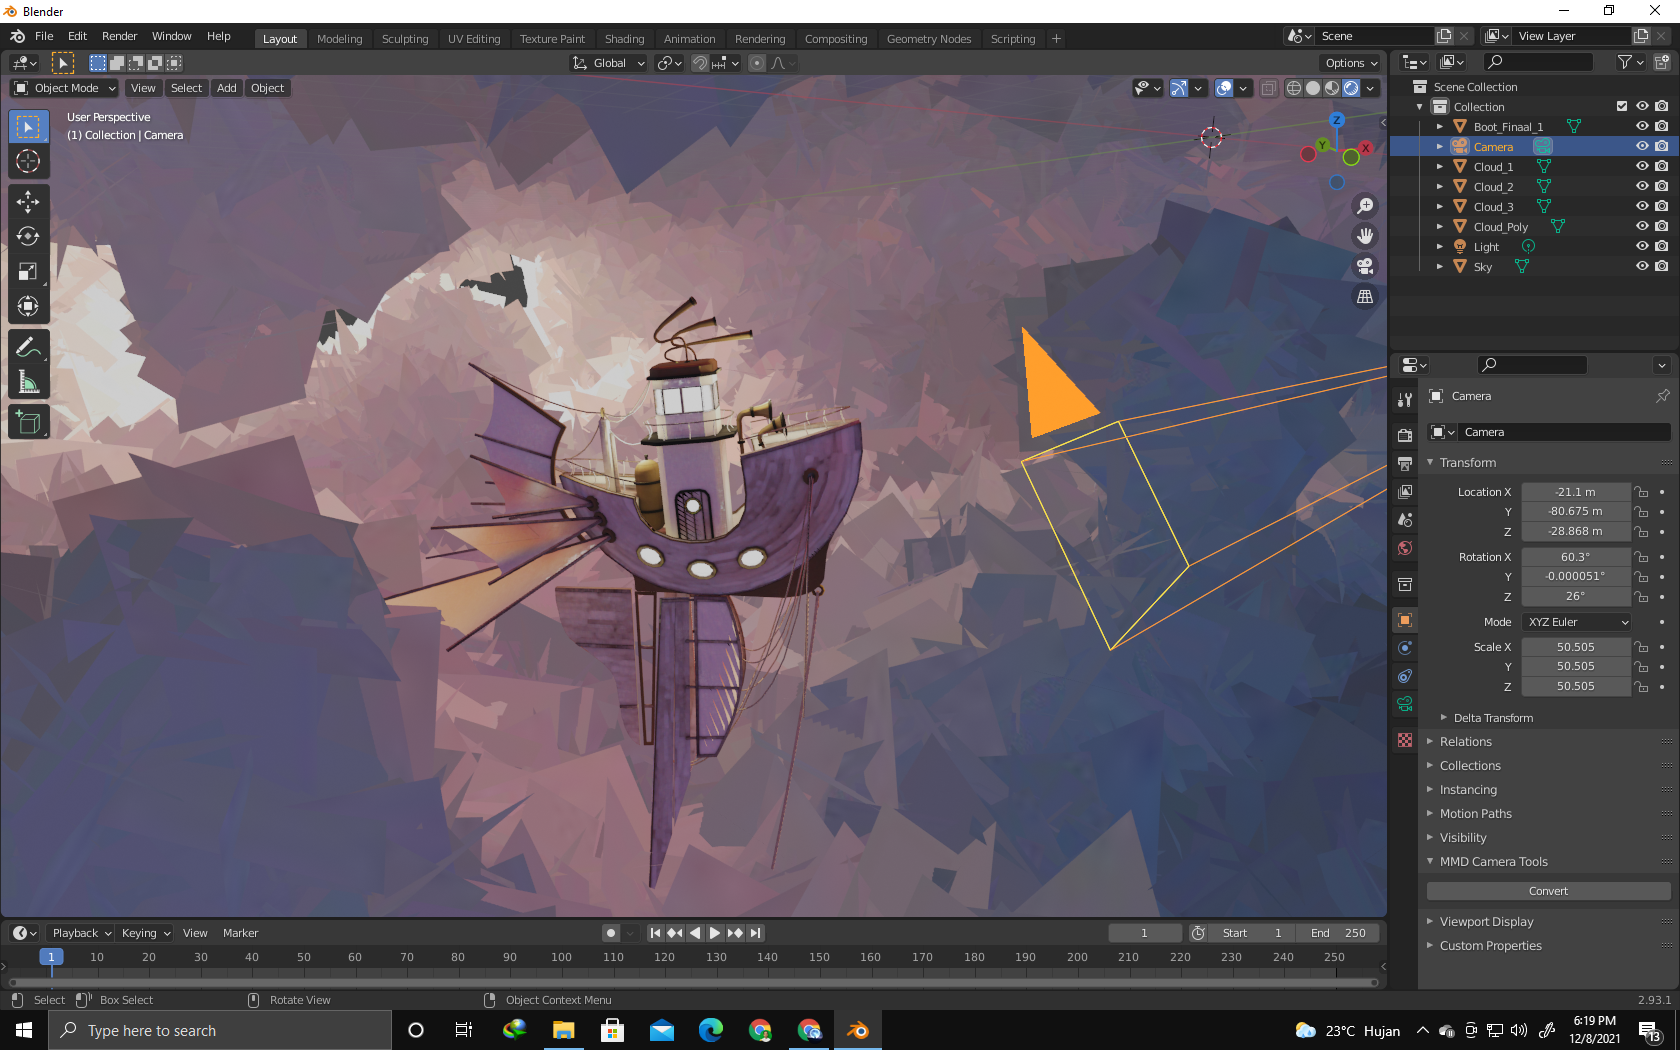 Blender
File Edit Render Window Help
Layout Modeling Sculpting UV Editing Texture Paint Shading Animation Rendering Compositing Geometry Nodes Scripting +
Scene
View Layer
Global
Options
Object Mode View Select Add Object
User Perspective
(1) Collection | Camera
Z
Y
X
Scene Collection
Collection
Boot_Finaal_1
Camera
Cloud_1
Cloud_2
Cloud_3
Cloud_Poly
Light
Sky
Camera
Camera
Transform
Location X -21.1 m
Y -80.675 m
Z -28.868 m
Rotation X 60.3°
Y -0.000051°
Z 26°
Mode XYZ Euler
Scale X 50.505
Y 50.505
Z 50.505
Delta Transform
Relations
Collections
Instancing
Motion Paths
Visibility
MMD Camera Tools
Convert
Viewport Display
Custom Properties
Playback Keying View Marker
1 Start 1 End 250
1 10 20 30 40 50 60 70 80 90 100 110 120 130 140 150 160 170 180 190 200 210 220 230 240 250
Select Box Select Rotate View Object Context Menu 2.93.1
Type here to search
23°C Hujan
6:19 PM
12/8/2021
13